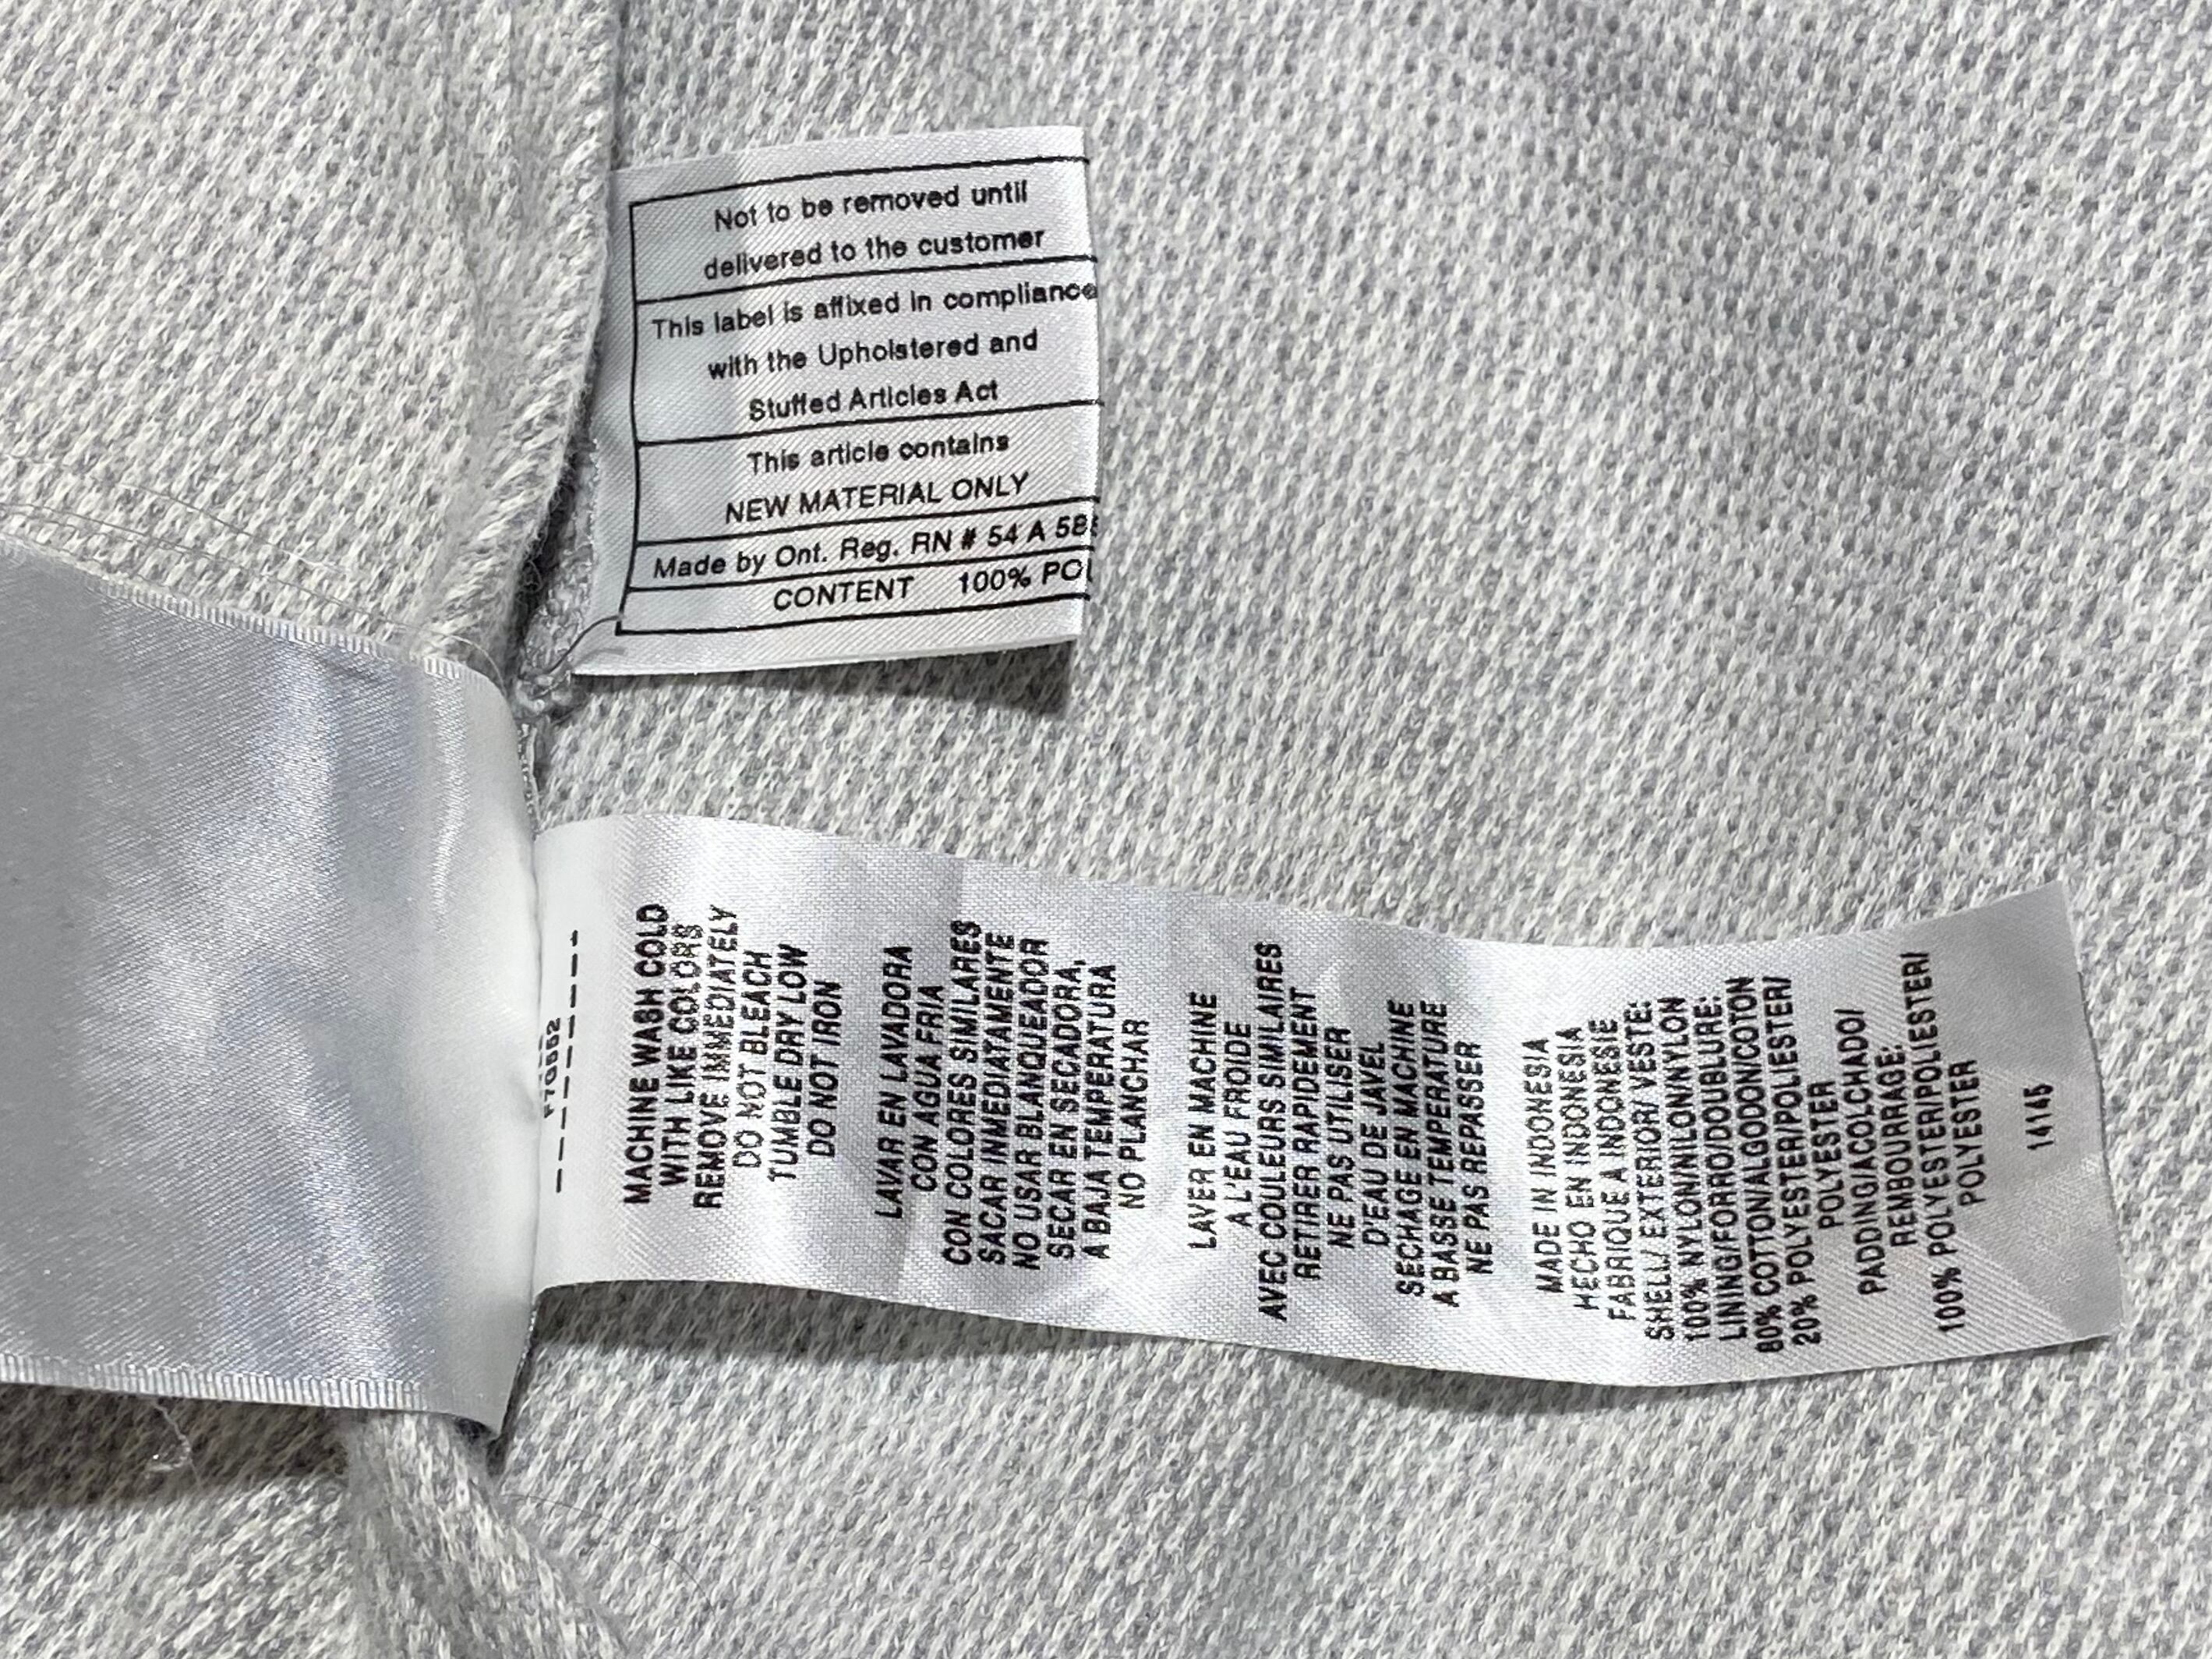 Not to be removed until
delivered to the customer
This label is affixed in compliance
with the Upholstered and
Stuffed Articles Act
This article contains
NEW MATERIAL ONLY
Made by Ont. Reg. RN # 54 A 58
CONTENT 100% PO
F70552
MACHINE WASH COLD
WITH LIKE COLORS
REMOVE IMMEDIATELY
DO NOT BLEACH
TUMBLE DRY LOW
DO NOT IRON
LAVAR EN LAVADORA
CON AGUA FRIA
CON COLORES SIMILARES
SACAR INMEDIATAMENTE
NO USAR BLANQUEADOR
SECAR EN SECADORA,
A BAJA TEMPERATURA
NO PLANCHAR
LAVER EN MACHINE
A L'EAU FROIDE
AVEC COULEURS SIMILAIRES
RETIRER RAPIDEMENT
NE PAS UTILISER
D'EAU DE JAVEL
SECHAGE EN MACHINE
A BASSE TEMPERATURE
NE PAS REPASSER
MADE IN INDONESIA
HECHO EN INDONESIA
FABRIQUE A INDONESIE
SHELL/ EXTERIOR/ VESTE:
100% NYLON/NILON/NYLON
LINING/FORRO/DOUBLURE:
80% COTTON/ALGODON/COTON
20% POLYESTER/POLIESTER/
POLYESTER
PADDING/ACOLCHADO/
REMBOURRAGE:
100% POLYESTER/POLIESTER/
POLYESTER
14145